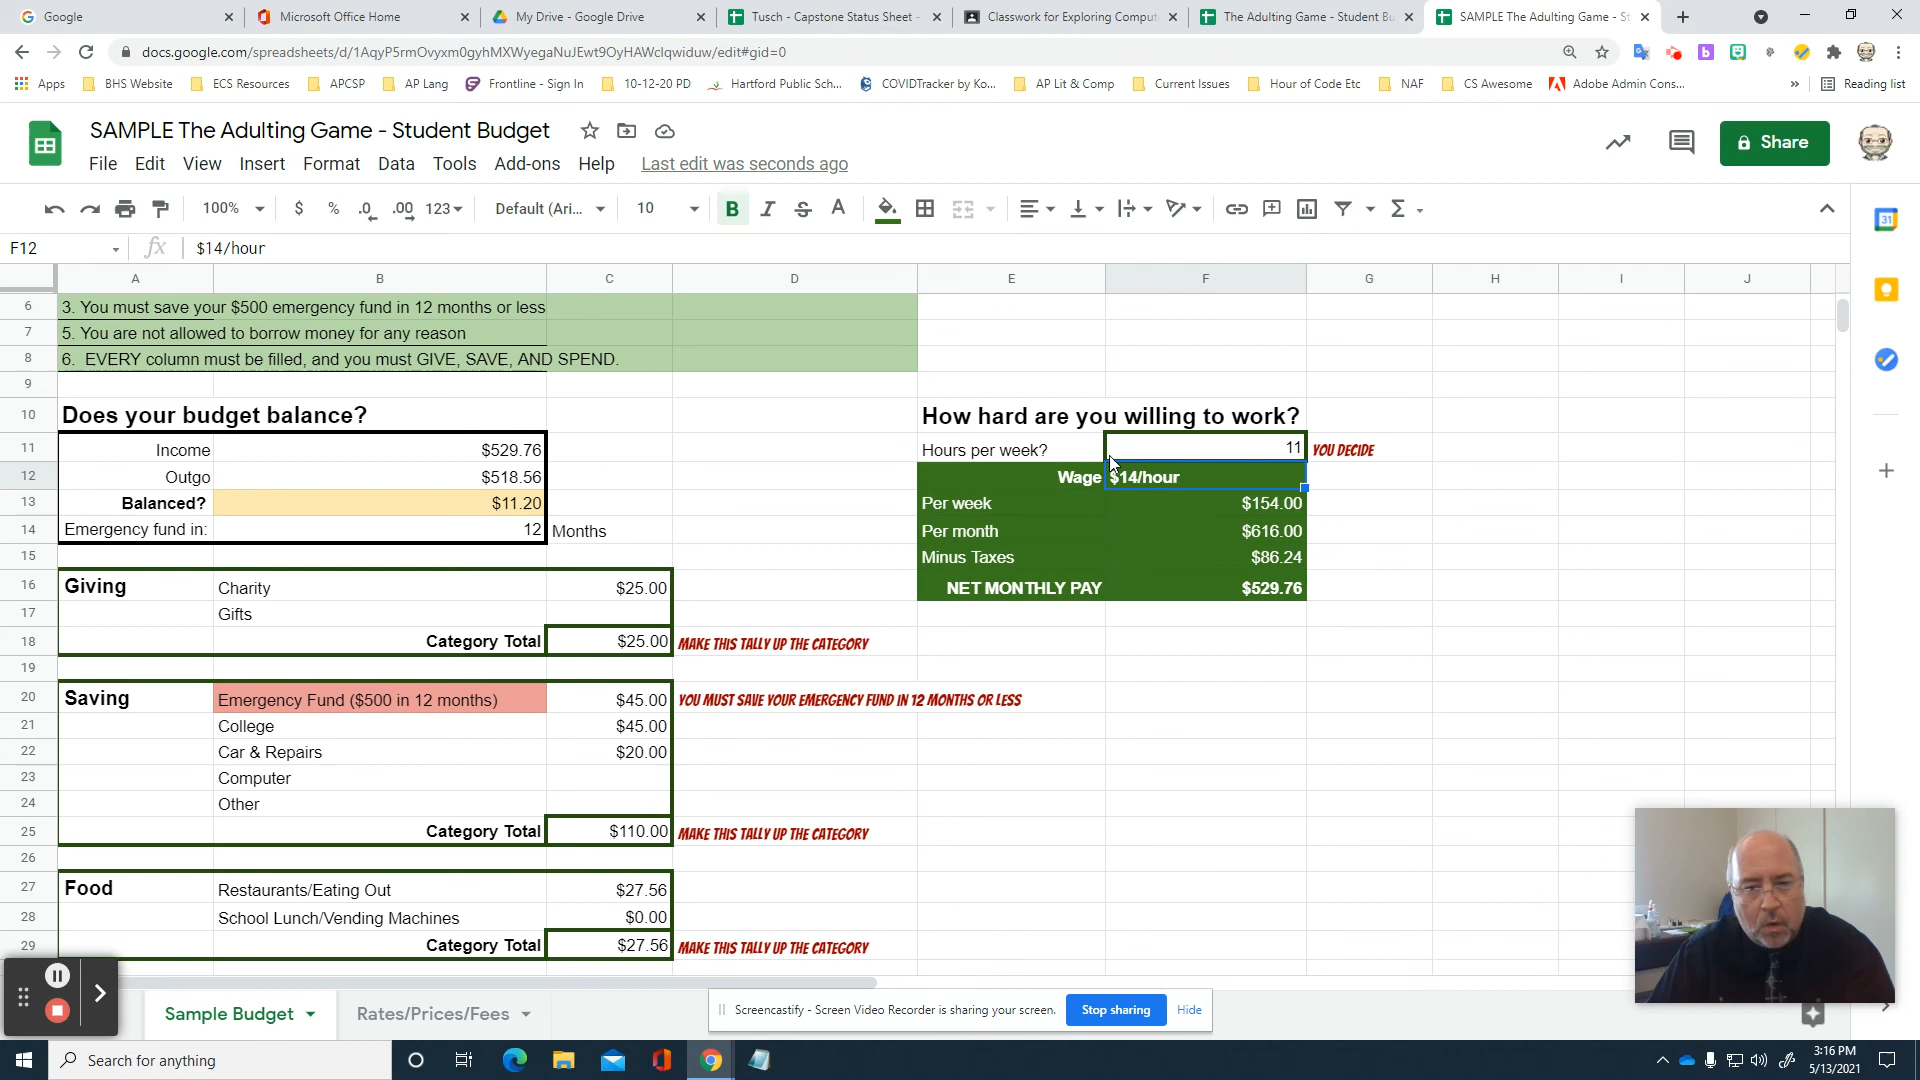 Google
Microsoft Office Home
My Drive - Google Drive
Tusch - Capstone Status Sheet -
Classwork for Exploring Comput
The Adulting Game - Student Bu
SAMPLE The Adulting Game - St
docs.google.com/spreadsheets/d/1AqyP5rmOvyxm0gyhMXWyegaNuJEwt9OyHAWclqwiduw/edit#gid=0
Apps
BHS Website
ECS Resources
APCSP
AP Lang
Frontline - Sign In
10-12-20 PD
Hartford Public Sch...
COVIDTracker by Ko...
AP Lit & Comp
Current Issues
Hour of Code Etc
NAF
CS Awesome
Adobe Admin Cons...
Reading list
SAMPLE The Adulting Game - Student Budget
File Edit View Insert Format Data Tools Add-ons Help Last edit was seconds ago
Share
100% $ % .0 .00 123 Default (Ari... 10 B I S A
F12 fx $14/hour
A B C D E F G H I J
6 3. You must save your $500 emergency fund in 12 months or less
7 5. You are not allowed to borrow money for any reason
8 6. EVERY column must be filled, and you must GIVE, SAVE, AND SPEND.
9
10 Does your budget balance? How hard are you willing to work?
11 Income $529.76 Hours per week? 11 YOU DECIDE
12 Outgo $518.56 Wage $14/hour
13 Balanced? $11.20 Per week $154.00
14 Emergency fund in: 12 Months Per month $616.00
15 Minus Taxes $86.24
16 Giving Charity $25.00 NET MONTHLY PAY $529.76
17 Gifts
18 Category Total $25.00 MAKE THIS TALLY UP THE CATEGORY
19
20 Saving Emergency Fund ($500 in 12 months) $45.00 YOU MUST SAVE YOUR EMERGENCY FUND IN 12 MONTHS OR LESS
21 College $45.00
22 Car & Repairs $20.00
23 Computer
24 Other
25 Category Total $110.00 MAKE THIS TALLY UP THE CATEGORY
26
27 Food Restaurants/Eating Out $27.56
28 School Lunch/Vending Machines $0.00
29 Category Total $27.56 MAKE THIS TALLY UP THE CATEGORY
Sample Budget
Rates/Prices/Fees
Screencastify - Screen Video Recorder is sharing your screen.
Stop sharing
Hide
Search for anything
3:16 PM
5/13/2021